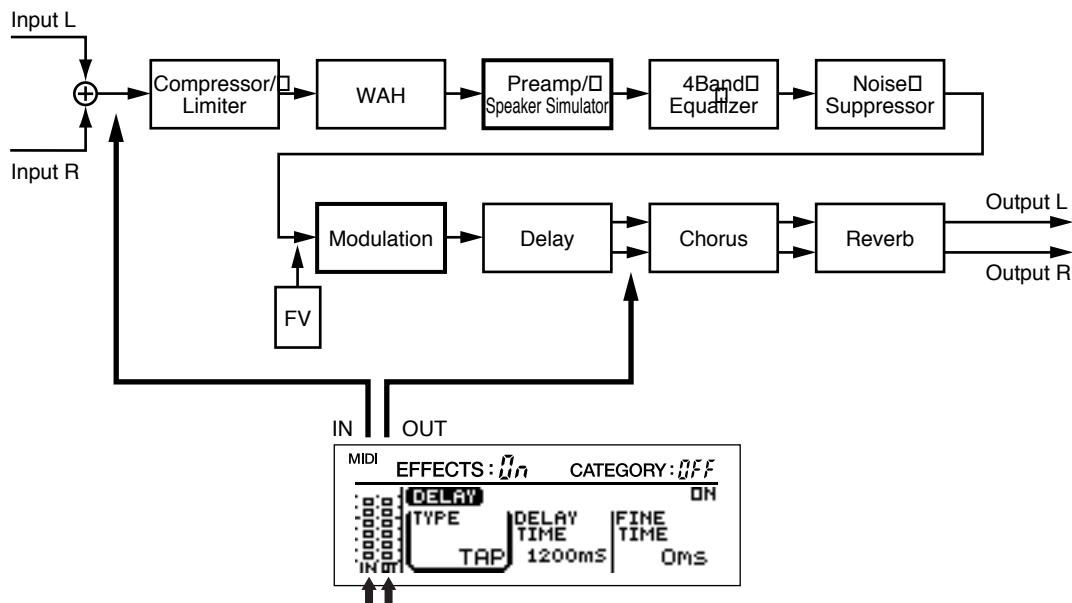 Input L
Compressor/
Limiter
WAH
Preamp/
Speaker Simulator
4Band
Equalizer
Noise
Suppressor
Input R
Modulation
Delay
Chorus
Reverb
Output L
Output R
FV
IN OUT
MIDI EFFECTS : On CATEGORY : OFF
DELAY ON
TYPE DELAY TIME FINE TIME
TAP 1200mS 0ms
IN OT